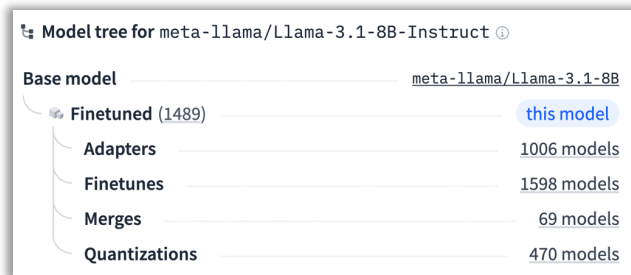 Model tree for meta-llama/Llama-3.1-8B-Instruct
Base model meta-llama/Llama-3.1-8B
Finetuned (1489) this model
Adapters 1006 models
Finetunes 1598 models
Merges 69 models
Quantizations 470 models